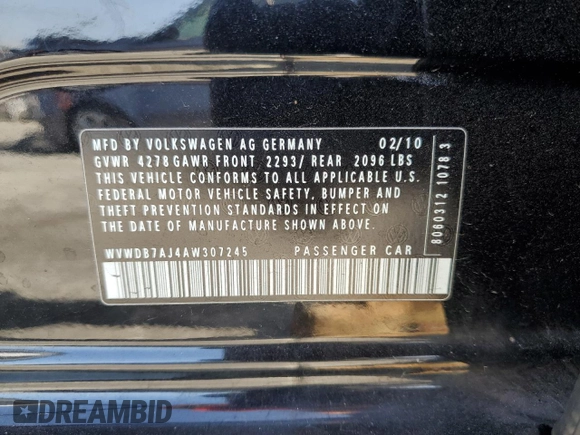 MFD BY VOLKSWAGEN AG GERMANY 02/10
GVWR 4278 GAWR FRONT 2293/ REAR 2096 LBS
THIS VEHICLE CONFORMS TO ALL APPLICABLE U.S.
FEDERAL MOTOR VEHICLE SAFETY, BUMPER AND
THEFT PREVENTION STANDARDS IN EFFECT ON
THE DATE OF MANUFACTURE SHOWN ABOVE.
WVWDB7AJ4AW307245 PASSENGER CAR
8060312 1078 3
DREAMBID